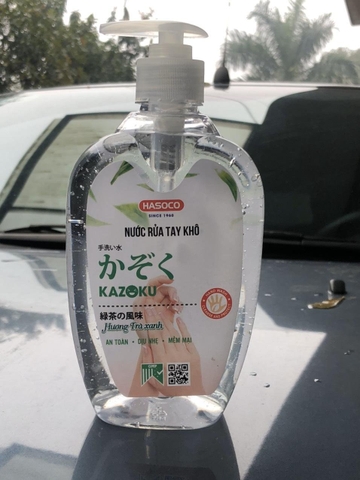 HASOCO
SINCE 1960
NƯỚC RỬA TAY KHÔ
手洗い水
かぞく
KAZOKU
緑茶の風味
Hương Trà xanh
AN TOÀN • DỊU NHẸ • MỀM MẠI